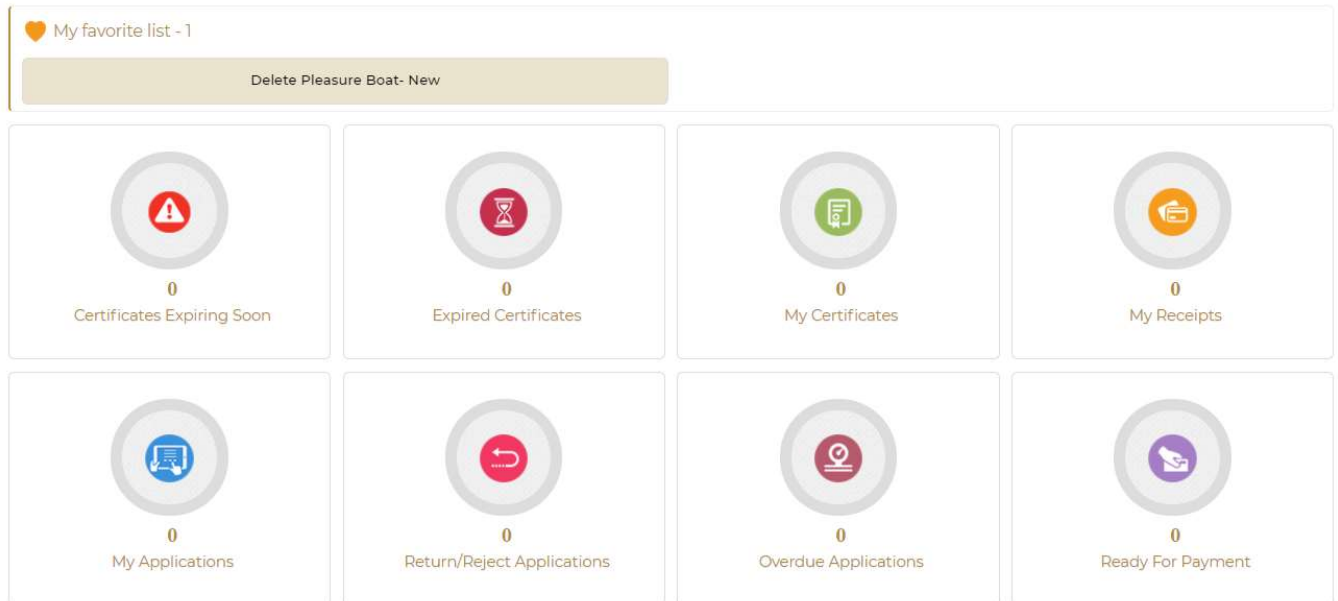 My favorite list - 1
Delete Pleasure Boat- New
0
Certificates Expiring Soon
0
Expired Certificates
0
My Certificates
0
My Receipts
0
My Applications
0
Return/Reject Applications
0
Overdue Applications
0
Ready For Payment